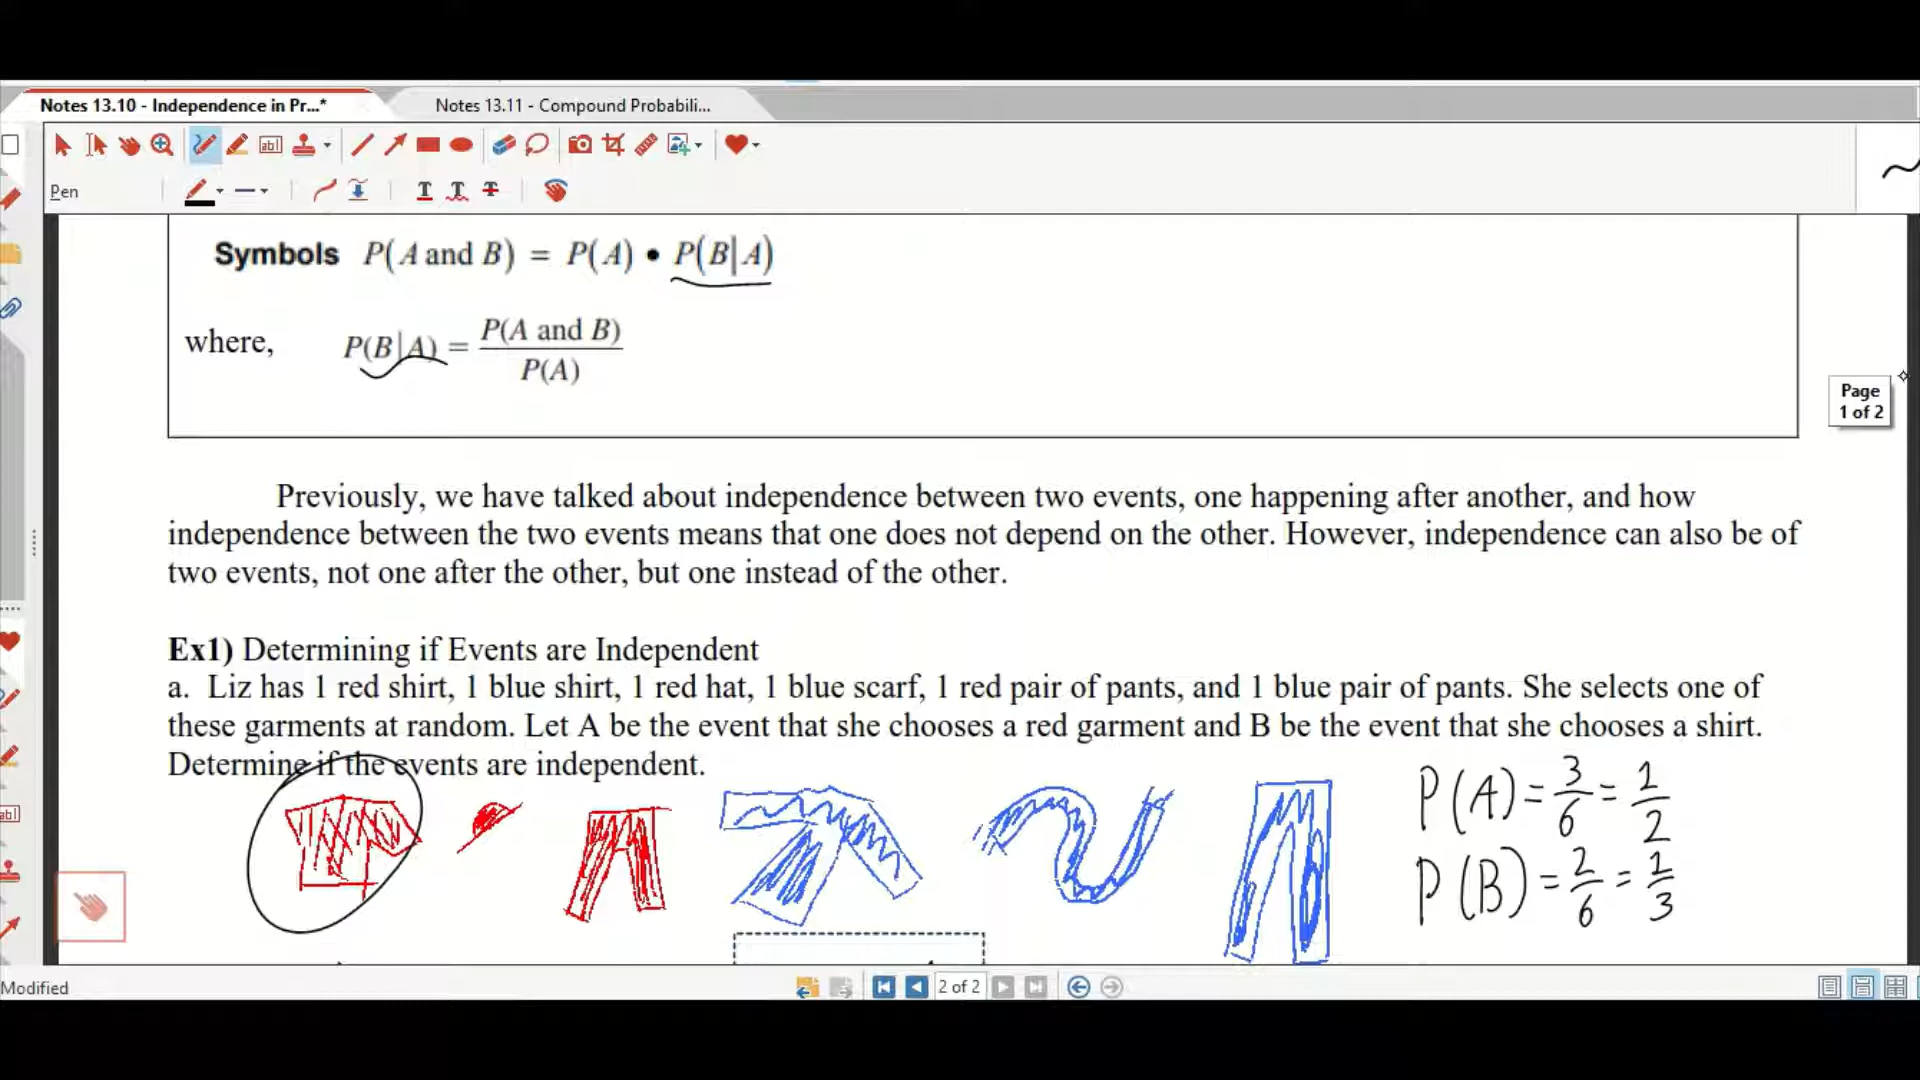 Notes 13.10 - Independence in Pr...*
Notes 13.11 - Compound Probabili...
Pen
Symbols P(A and B) = P(A) • P(B|A)
where, P(B|A) = P(A and B) / P(A)
Page
1 of 2
Previously, we have talked about independence between two events, one happening after another, and how
independence between the two events means that one does not depend on the other. However, independence can also be of
two events, not one after the other, but one instead of the other.
Ex1) Determining if Events are Independent
a. Liz has 1 red shirt, 1 blue shirt, 1 red hat, 1 blue scarf, 1 red pair of pants, and 1 blue pair of pants. She selects one of
these garments at random. Let A be the event that she chooses a red garment and B be the event that she chooses a shirt.
Determine if the events are independent.
P(A) = 3/6 = 1/2
P(B) = 2/6 = 1/3
Modified
2 of 2